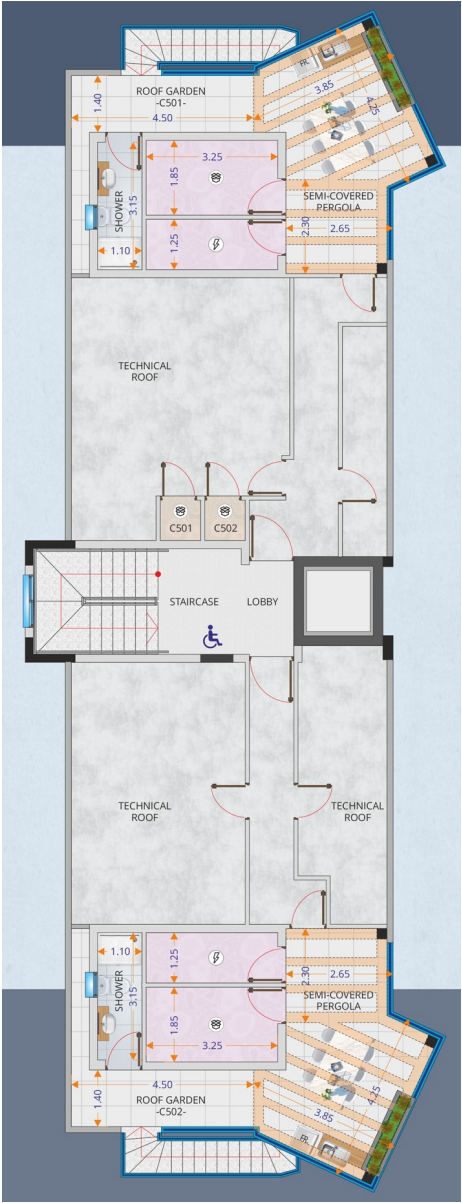 FR.
ROOF GARDEN
-C501-
1.40
4.50
3.85
4.25
3.25
1.85
SHOWER
3.15
SEMI-COVERED
PERGOLA
2.30
2.65
1.25
1.10
TECHNICAL
ROOF
C501
C502
STAIRCASE
LOBBY
TECHNICAL
ROOF
TECHNICAL
ROOF
1.10
1.25
2.30
2.65
SHOWER
3.15
SEMI-COVERED
PERGOLA
1.85
3.25
4.50
1.40
ROOF GARDEN
-C502-
3.85
4.25
FR.